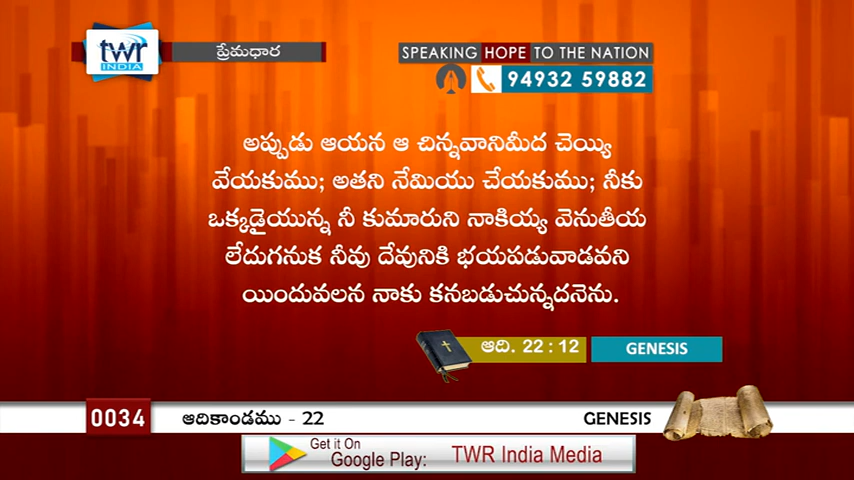 twr
INDIA
ప్రేమధార
SPEAKING HOPE TO THE NATION
94932 59882
అప్పుడు ఆయన ఆ చిన్నవానిమీద చెయ్యి
వేయకుము; అతని నేమియు చేయకుము; నీకు
ఒక్కడైయున్న నీ కుమారుని నాకియ్య వెనుతీయ
లేదుగనుక నీవు దేవునికి భయపడువాడవని
యిందువలన నాకు కనబడుచున్నదనెను.
ఆది. 22 : 12
GENESIS
0034
ఆదికాండము - 22
GENESIS
Get it On
Google Play:
TWR India Media